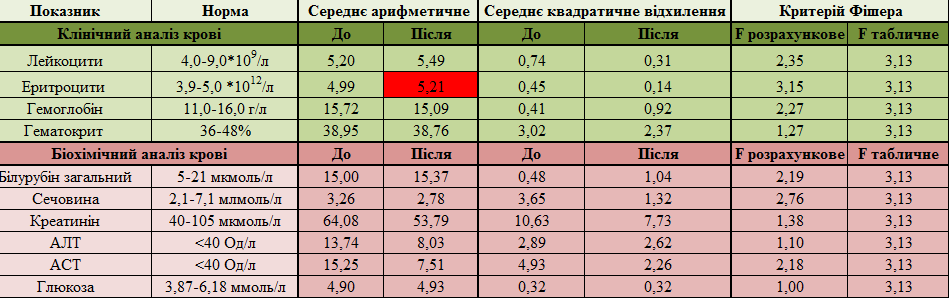 Показник Норма Середнє арифметичне Середнє квадратичне відхилення Критерій Фішера
Клінічний аналіз крові До Після До Після F розрахункове F табличне
Лейкоцити 4,0-9,0*10⁹/л 5,20 5,49 0,74 0,31 2,35 3,13
Еритроцити 3,9-5,0 *10¹²/л 4,99 5,21 0,45 0,14 3,15 3,13
Гемоглобін 11,0-16,0 г/л 15,72 15,09 0,41 0,92 2,27 3,13
Гематокрит 36-48% 38,95 38,76 3,02 2,37 1,27 3,13
Біохімічний аналіз крові До Після До Після F розрахункове F табличне
Білурубін загальний 5-21 мкмоль/л 15,00 15,37 0,48 1,04 2,19 3,13
Сечовина 2,1-7,1 млмоль/л 3,26 2,78 3,65 1,32 2,76 3,13
Креатинін 40-105 мкмоль/л 64,08 53,79 10,63 7,73 1,38 3,13
АЛТ <40 Од/л 13,74 8,03 2,89 2,62 1,10 3,13
АСТ <40 Од/л 15,25 7,51 4,93 2,26 2,18 3,13
Глюкоза 3,87-6,18 ммоль/л 4,90 4,93 0,32 0,32 1,00 3,13